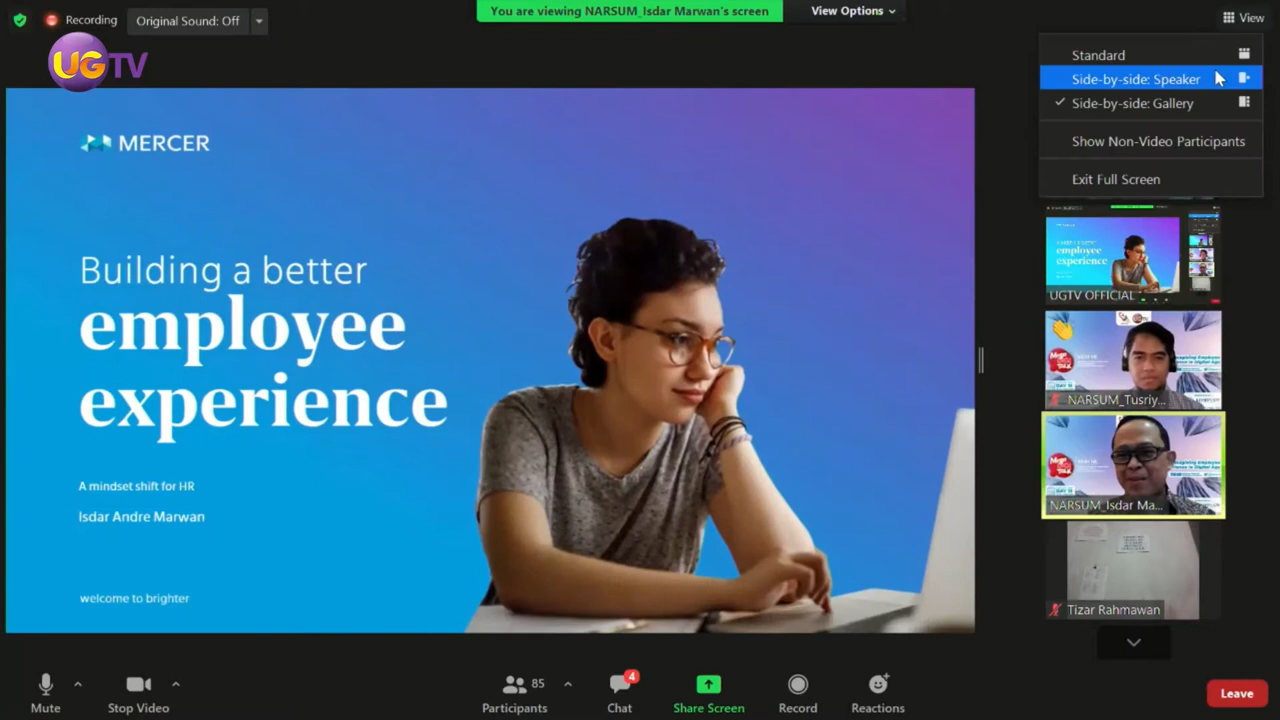 Recording
Original Sound: Off
You are viewing NARSUM_Isdar Marwan's screen
View Options
View
UGTV
Standard
Side-by-side: Speaker
Side-by-side: Gallery
Show Non-Video Participants
Exit Full Screen
MERCER
Building a better
employee
experience
A mindset shift for HR
Isdar Andre Marwan
welcome to brighter
employee
experience
UGTV OFFICIAL
NARSUM_Tusriy...
NARSUM_Isdar Ma...
Tizar Rahmawan
Mute
Stop Video
Participants
85
Chat
4
Share Screen
Record
Reactions
Leave